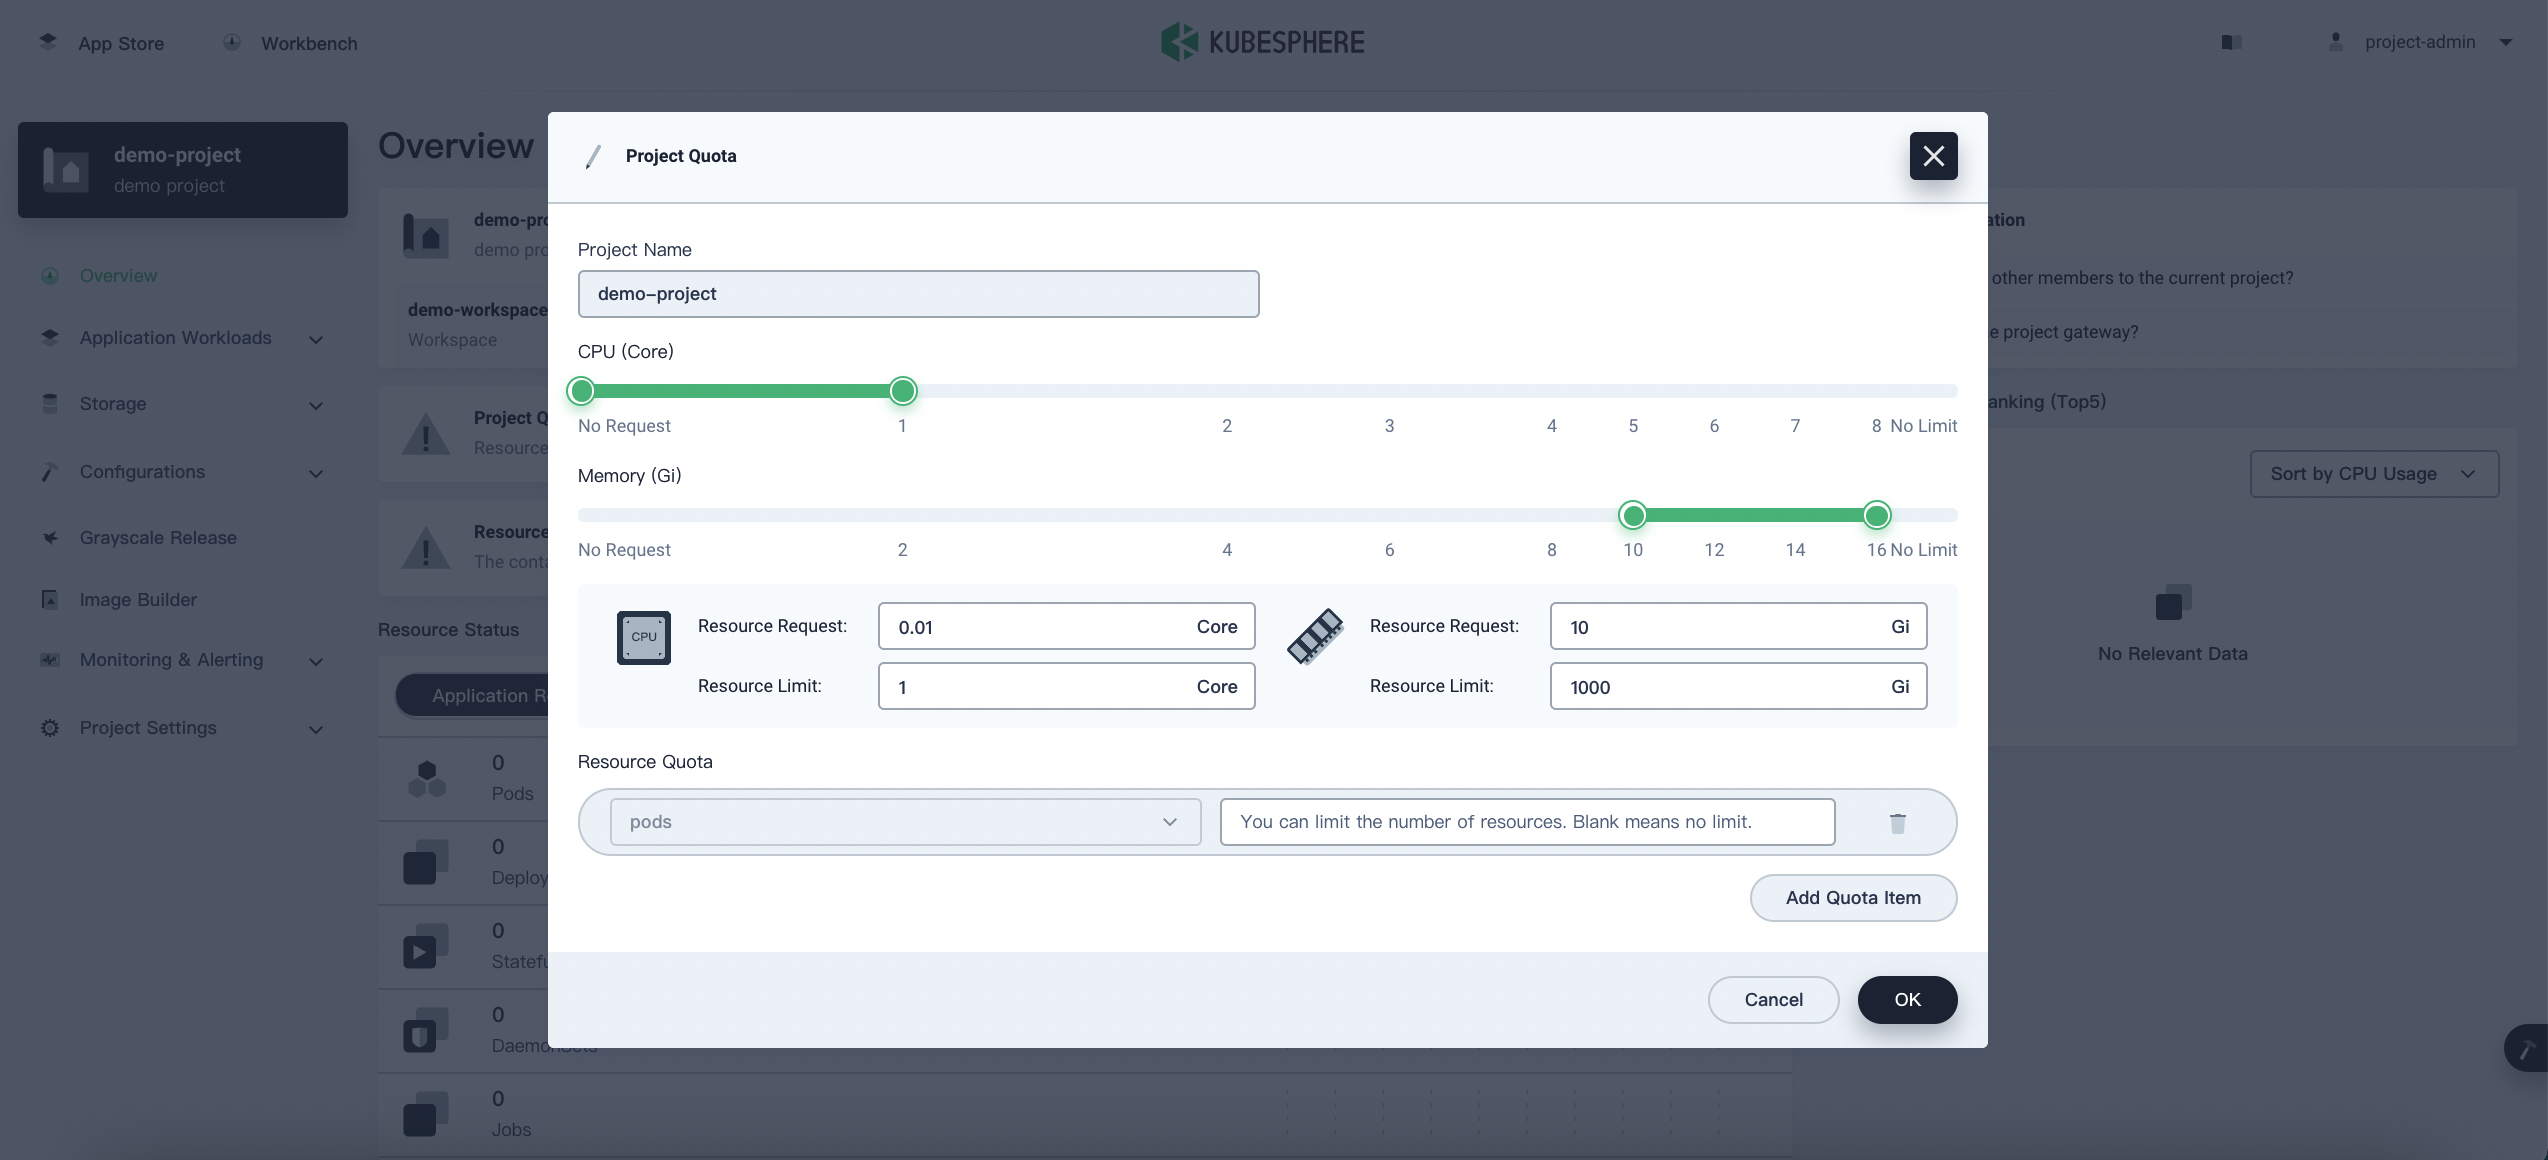 App Store
Workbench
KUBESPHERE
project-admin
demo-project
demo project
Overview
Application Workloads
Storage
Configurations
Grayscale Release
Image Builder
Monitoring & Alerting
Project Settings
Overview
demo-pro
demo pro
demo-workspace
Workspace
Project Q
Resource
Resource
The conta
Resource Status
Application R
0
Pods
0
Deploy
0
Statefu
0
DaemonSets
0
Jobs
Project Quota
Project Name
demo-project
CPU (Core)
No Request 1 2 3 4 5 6 7 8 No Limit
Memory (Gi)
No Request 2 4 6 8 10 12 14 16 No Limit
CPU
Resource Request: 0.01 Core
Resource Limit: 1 Core
Resource Request: 10 Gi
Resource Limit: 1000 Gi
Resource Quota
pods
You can limit the number of resources. Blank means no limit.
Add Quota Item
Cancel
OK
ation
other members to the current project?
e project gateway?
anking (Top5)
Sort by CPU Usage
No Relevant Data